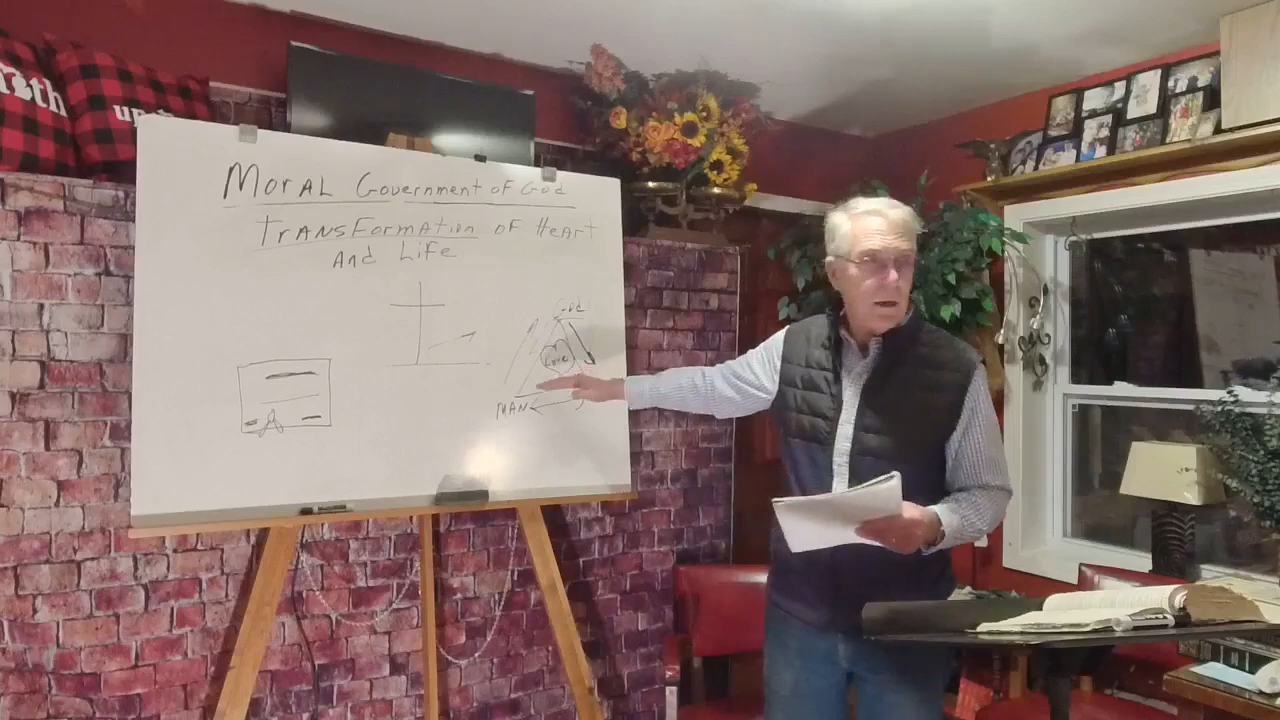 Moral Government of God
Transformation of Heart
And Life
God
Love
MAN